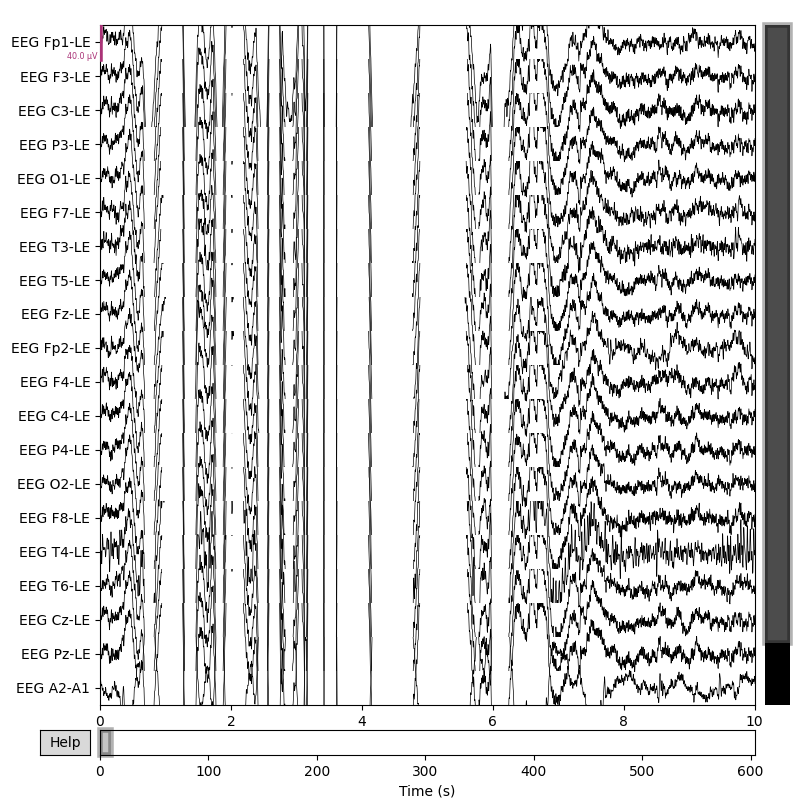 EEG Fp1-LE
40.0 µV
EEG F3-LE
EEG C3-LE
EEG P3-LE
EEG O1-LE
EEG F7-LE
EEG T3-LE
EEG T5-LE
EEG Fz-LE
EEG Fp2-LE
EEG F4-LE
EEG C4-LE
EEG P4-LE
EEG O2-LE
EEG F8-LE
EEG T4-LE
EEG T6-LE
EEG Cz-LE
EEG Pz-LE
EEG A2-A1
0 2 4 6 8 10
Help
0 100 200 300 400 500 600
Time (s)